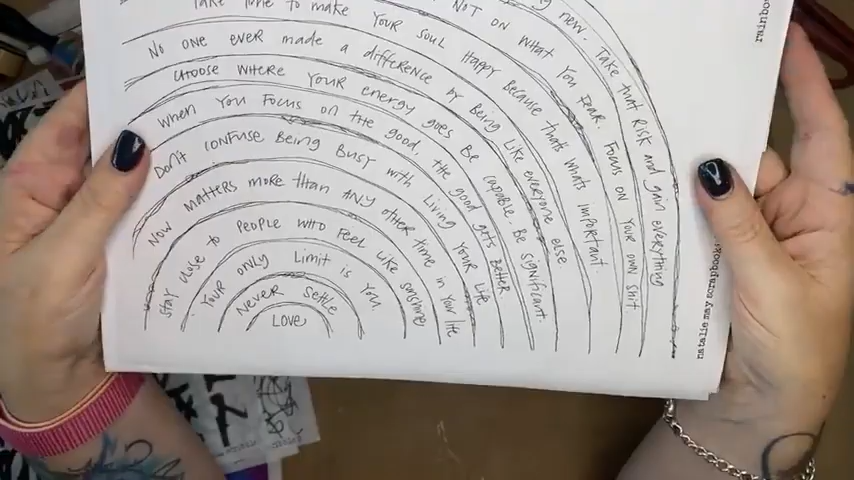 new. Take that Risk and gain everything
NOT ON WHAT YOU FEAR. FOCUS ON YOUR OWN SHIT
Take Time to make YOUR SOUL HAPPY BECAUSE THAT'S WHAT'S IMPORTANT.
No one ever made a difference by Being Like everyone else.
CHOOSE WHERE YOUR energy goes Be capable. Be significant.
When You Focus on the good, the good gets Better.
Don't CONFUSE Being Busy with Living Your Life
NOW MATTERS MORE THAN ANY other time in Your life
STAY CLOSE TO PEOPLE WHO FEEL LIKE sunshine
YOUR ONLY Limit is YOU.
Never Settle
LOVE
rainbo
natalie may scrapbook